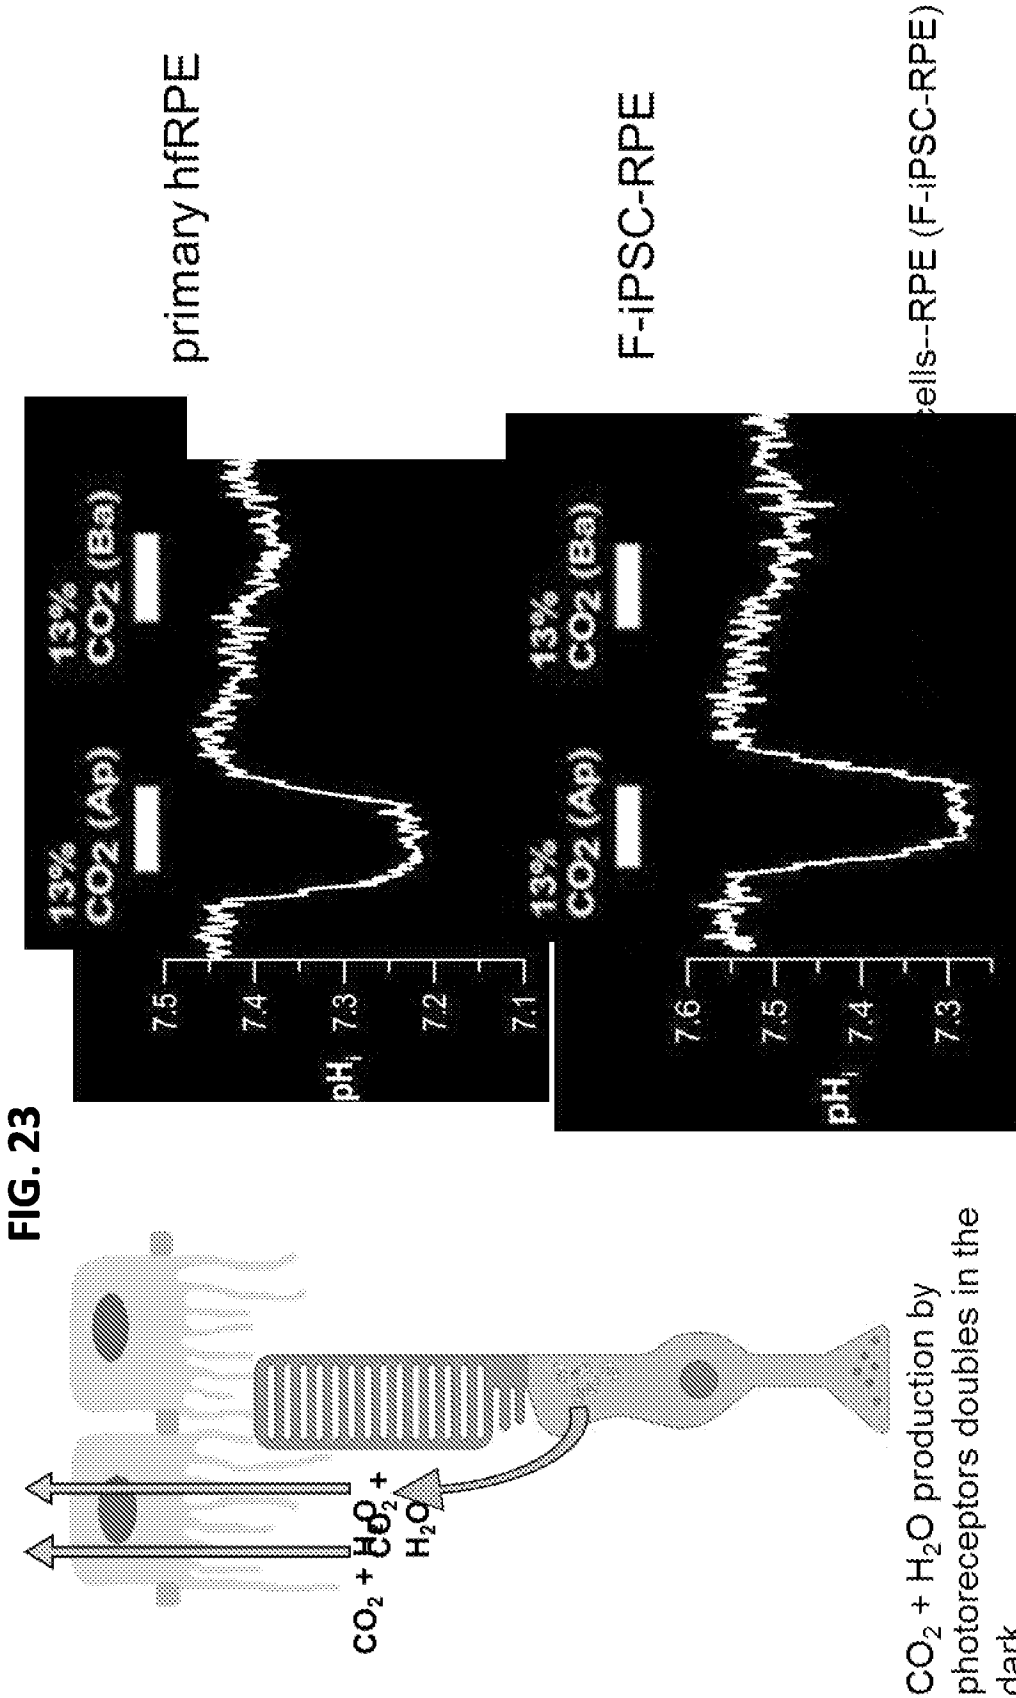 FIG. 23
CO2 + H2O
CO2 +
H2O
CO2 + H2O production by
photoreceptors doubles in the
dark
13%
CO2 (Ap)
13%
CO2 (Ba)
7.5
7.4
7.3
7.2
7.1
pHi
primary hfRPE
13%
CO2 (Ap)
13%
CO2 (Ba)
7.6
7.5
7.4
7.3
pHi
F-iPSC-RPE
cells--RPE (F-iPSC-RPE)